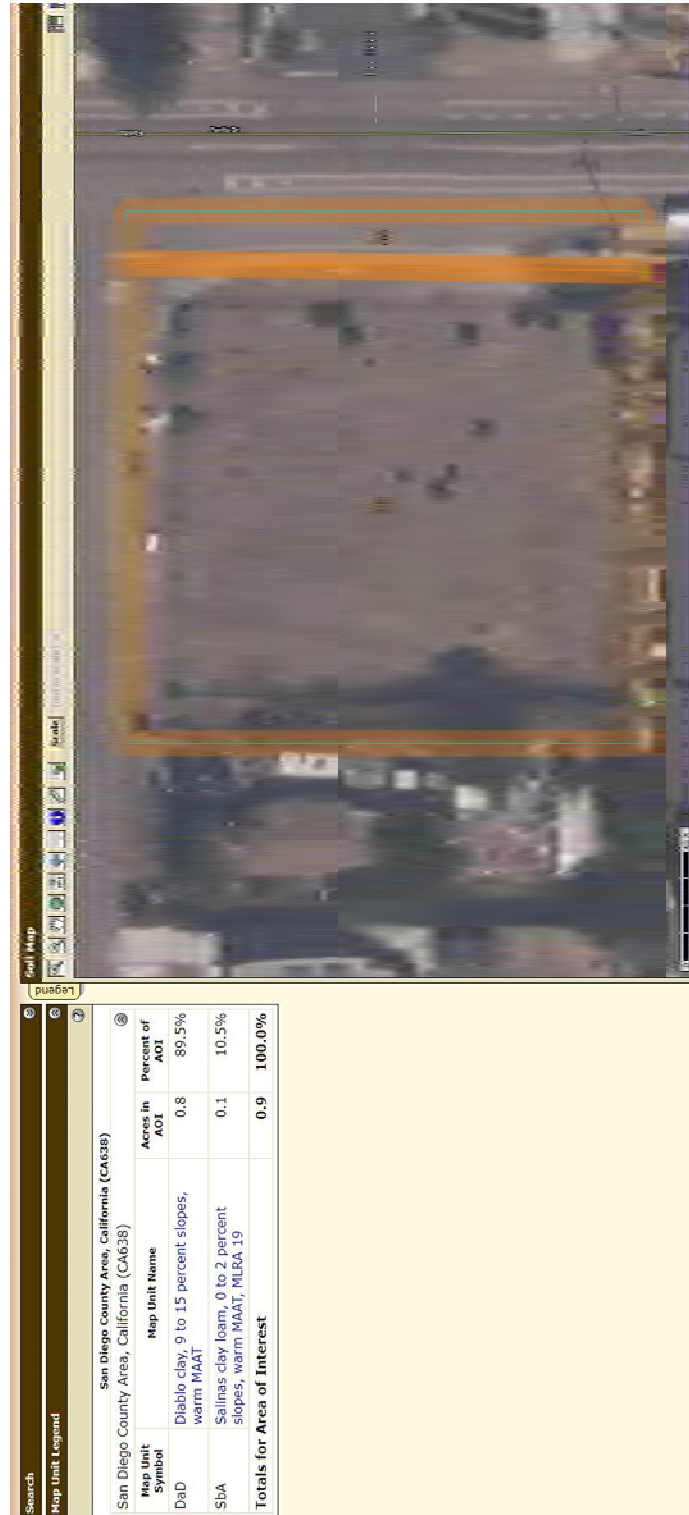 Search
Map Unit Legend
San Diego County Area, California (CA638)
San Diego County Area, California (CA638)
Map Unit
Symbol
Map Unit Name
Acres in
AOI
Percent of
AOI
DaD
Diablo clay, 9 to 15 percent slopes,
warm MAAT
0.8
89.5%
SbA
Salinas clay loam, 0 to 2 percent
slopes, warm MAAT, MLRA 19
0.1
10.5%
Totals for Area of Interest
0.9
100.0%
Legend
Soil Map
Scale